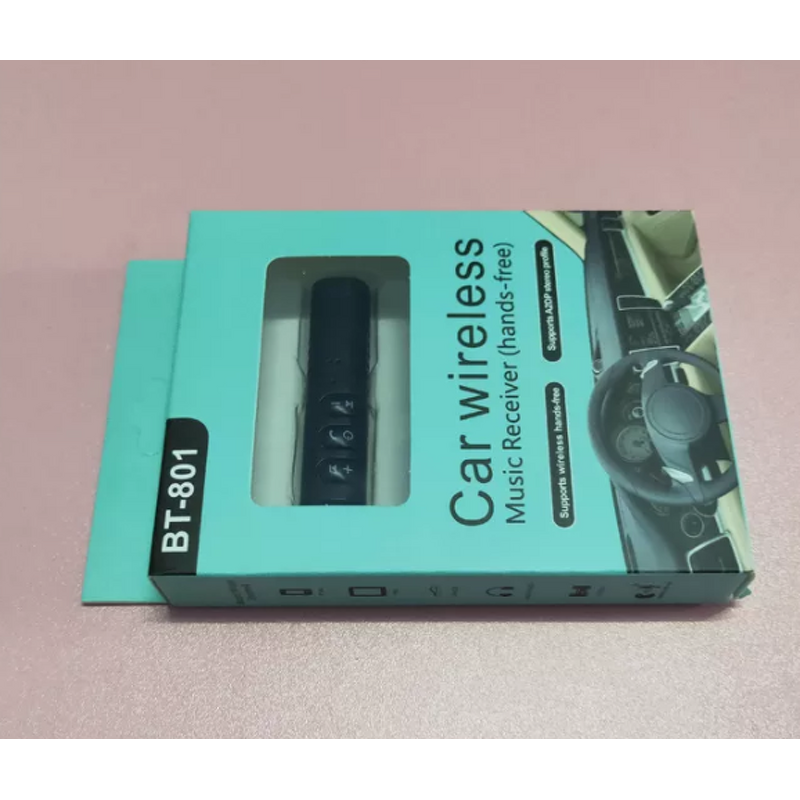 BT-801
Car wireless
Music Receiver (hands-free)
Supports wireless hands-free
Supports A2DP stereo profile